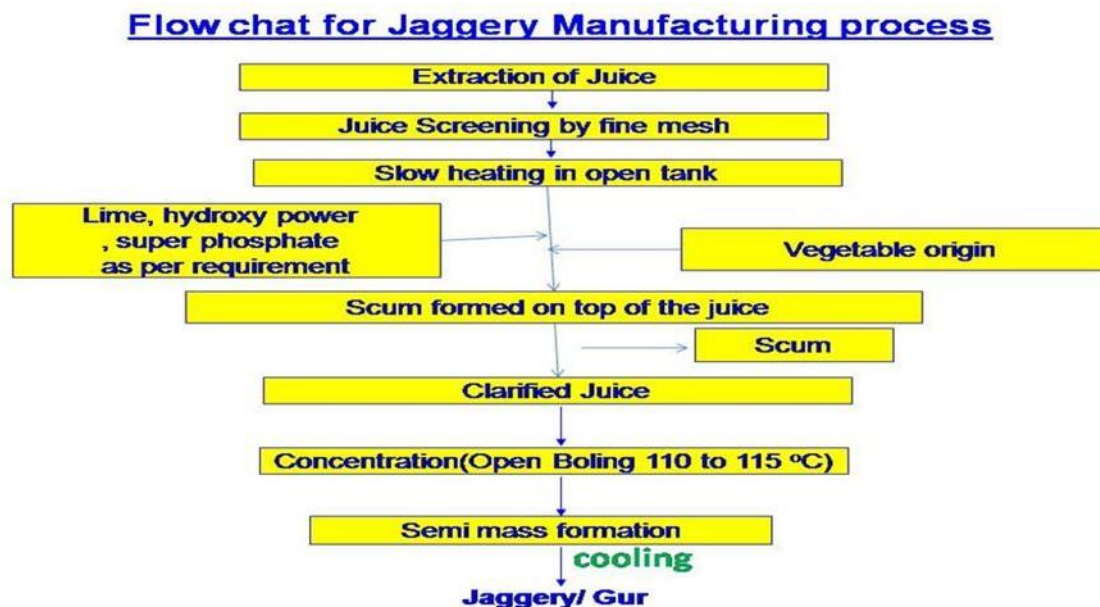 Flow chat for Jaggery Manufacturing process
Extraction of Juice
Juice Screening by fine mesh
Slow heating in open tank
Lime, hydroxy power
, super phosphate
as per requirement
Vegetable origin
Scum formed on top of the juice
Scum
Clarified Juice
Concentration(Open Boling 110 to 115 ºC)
Semi mass formation
cooling
Jaggery/ Gur